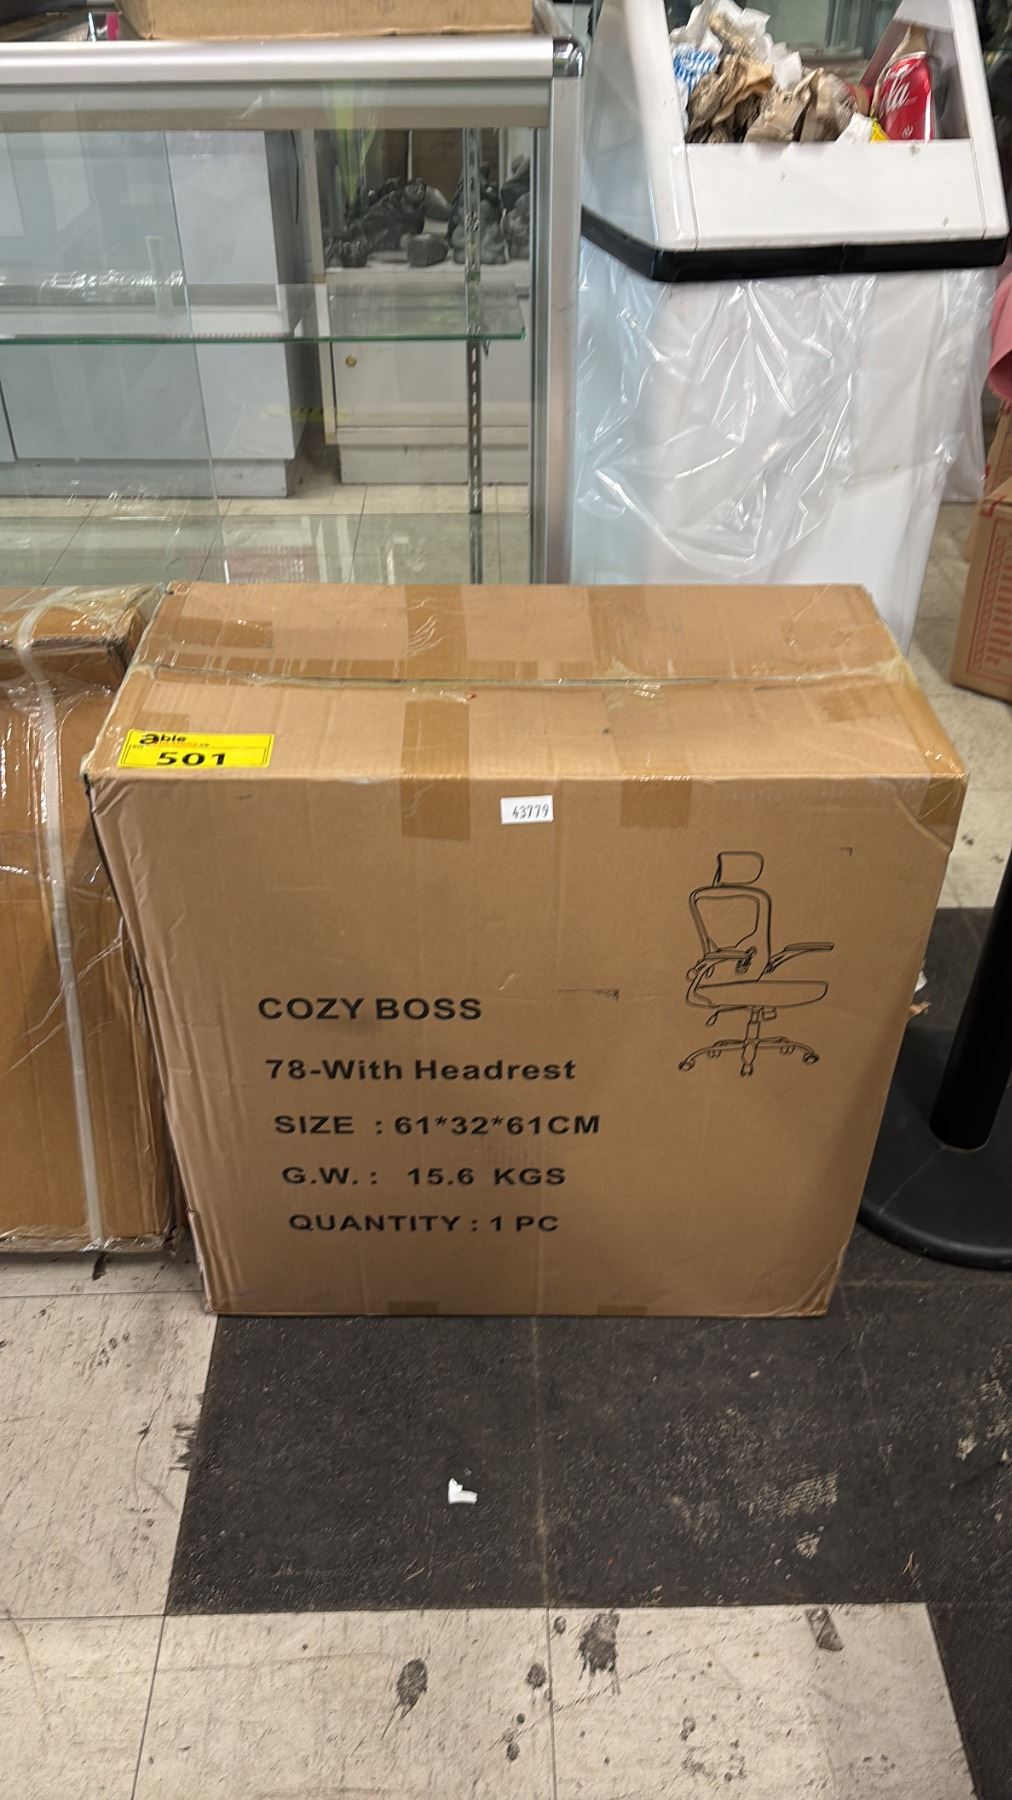 able
501
43779
COZY BOSS
78-With Headrest
SIZE : 61*32*61CM
G.W. : 15.6 KGS
QUANTITY : 1 PC